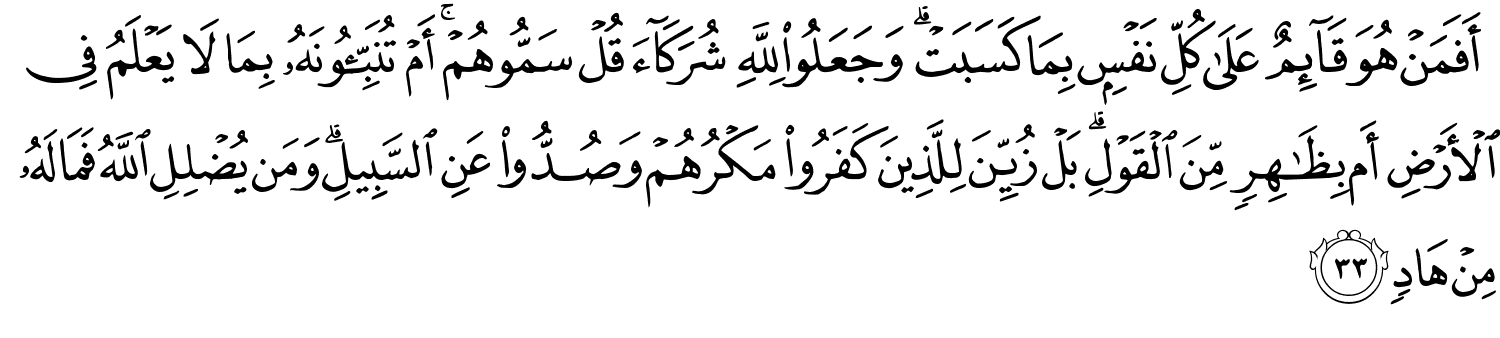 أَفَمَنْ هُوَ قَآئِمٌ عَلَىٰ كُلِّ نَفْسٍۭ بِمَا كَسَبَتْ ۗ وَجَعَلُوا۟ لِلَّهِ شُرَكَآءَ قُلْ سَمُّوهُمْ ۚ أَمْ تُنَبِّـُٔونَهُۥ بِمَا لَا يَعْلَمُ فِى
ٱلْأَرْضِ أَم بِظَـٰهِرٍ مِّنَ ٱلْقَوْلِ ۗ بَلْ زُيِّنَ لِلَّذِينَ كَفَرُوا۟ مَكْرُهُمْ وَصُدُّوا۟ عَنِ ٱلسَّبِيلِ ۗ وَمَن يُضْلِلِ ٱللَّهُ فَمَا لَهُۥ
مِنْ هَادٍ ٣٣